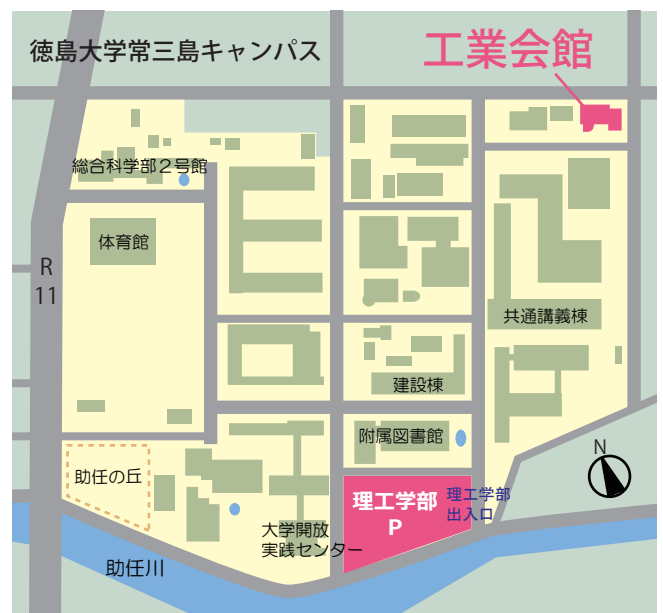 徳島大学常三島キャンパス
工業会館
総合科学部２号館
体育館
R
11
共通講義棟
建設棟
附属図書館
N
助任の丘
理工学部
P
理工学部
出入口
大学開放
実践センター
助任川